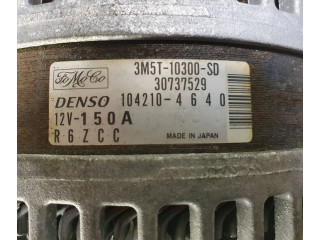 FoMoCo
3M5T-10300-SD
30737529
DENSO 104210-4640
12V-150A
R6ZCC
MADE IN JAPAN